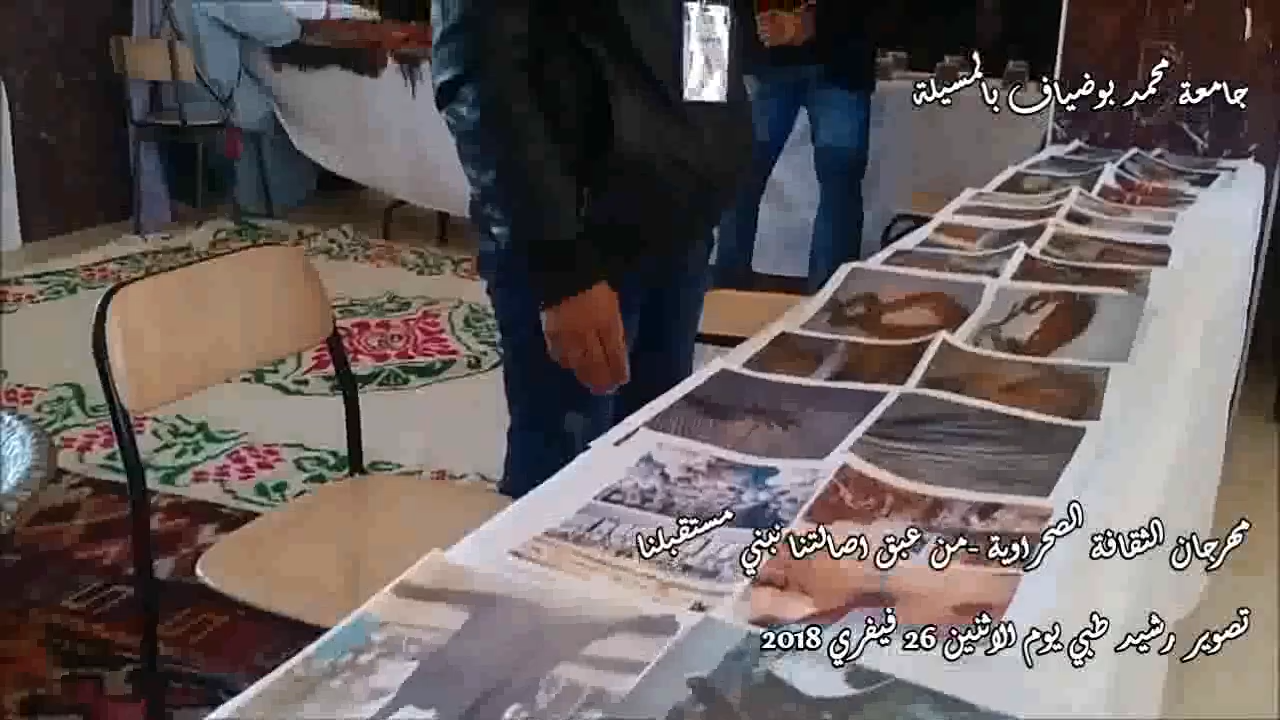 جامعة محمد بوضياف بالمسيلة
مهرجان الثقافة الصحراوية -من عبق اصالتنا نبني مستقبلنا
تصوير رشيد طبي يوم الاثنين 26 فيفري 2018